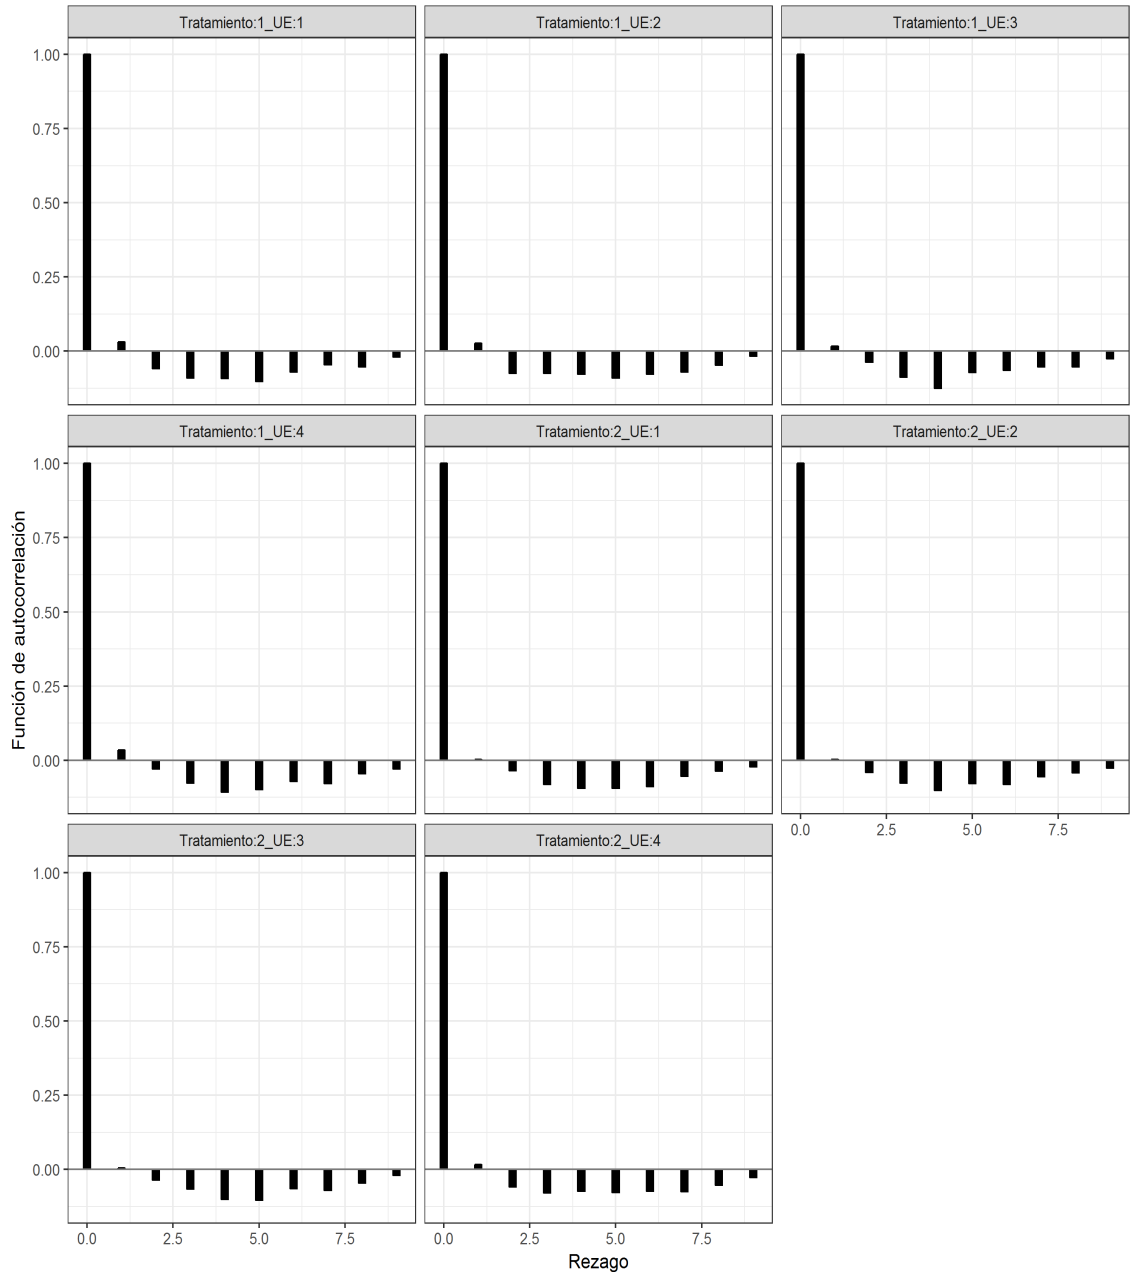 Tratamiento:1_UE:1 Tratamiento:1_UE:2 Tratamiento:1_UE:3
1.00
0.75
0.50
0.25
0.00
Tratamiento:1_UE:4 Tratamiento:2_UE:1 Tratamiento:2_UE:2
1.00
0.75
0.50
0.25
0.00
Función de autocorrelación
0.0 2.5 5.0 7.5
Tratamiento:2_UE:3 Tratamiento:2_UE:4
1.00
0.75
0.50
0.25
0.00
0.0 2.5 5.0 7.5 0.0 2.5 5.0 7.5
Rezago